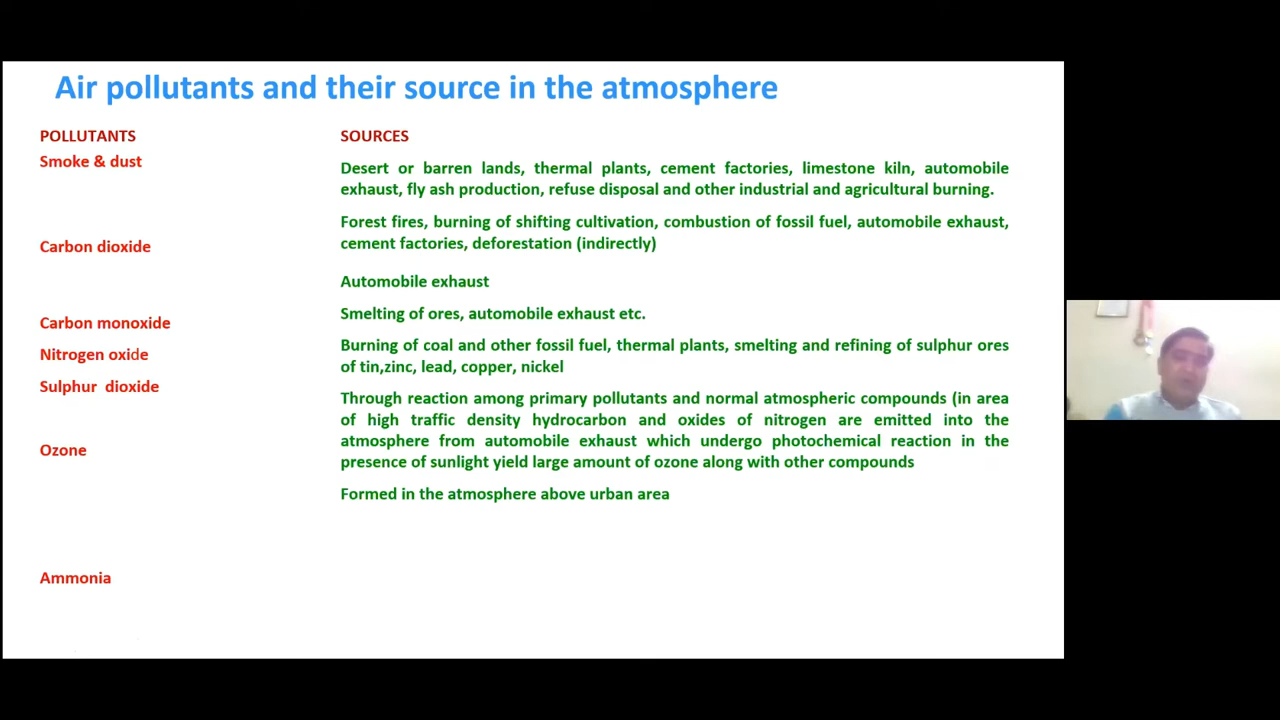 Air pollutants and their source in the atmosphere
POLLUTANTS
Smoke & dust
Carbon dioxide
Carbon monoxide
Nitrogen oxide
Sulphur dioxide
Ozone
Ammonia
SOURCES
Desert or barren lands, thermal plants, cement factories, limestone kiln, automobile
exhaust, fly ash production, refuse disposal and other industrial and agricultural burning.
Forest fires, burning of shifting cultivation, combustion of fossil fuel, automobile exhaust,
cement factories, deforestation (indirectly)
Automobile exhaust
Smelting of ores, automobile exhaust etc.
Burning of coal and other fossil fuel, thermal plants, smelting and refining of sulphur ores
of tin,zinc, lead, copper, nickel
Through reaction among primary pollutants and normal atmospheric compounds (in area
of high traffic density hydrocarbon and oxides of nitrogen are emitted into the
atmosphere from automobile exhaust which undergo photochemical reaction in the
presence of sunlight yield large amount of ozone along with other compounds
Formed in the atmosphere above urban area